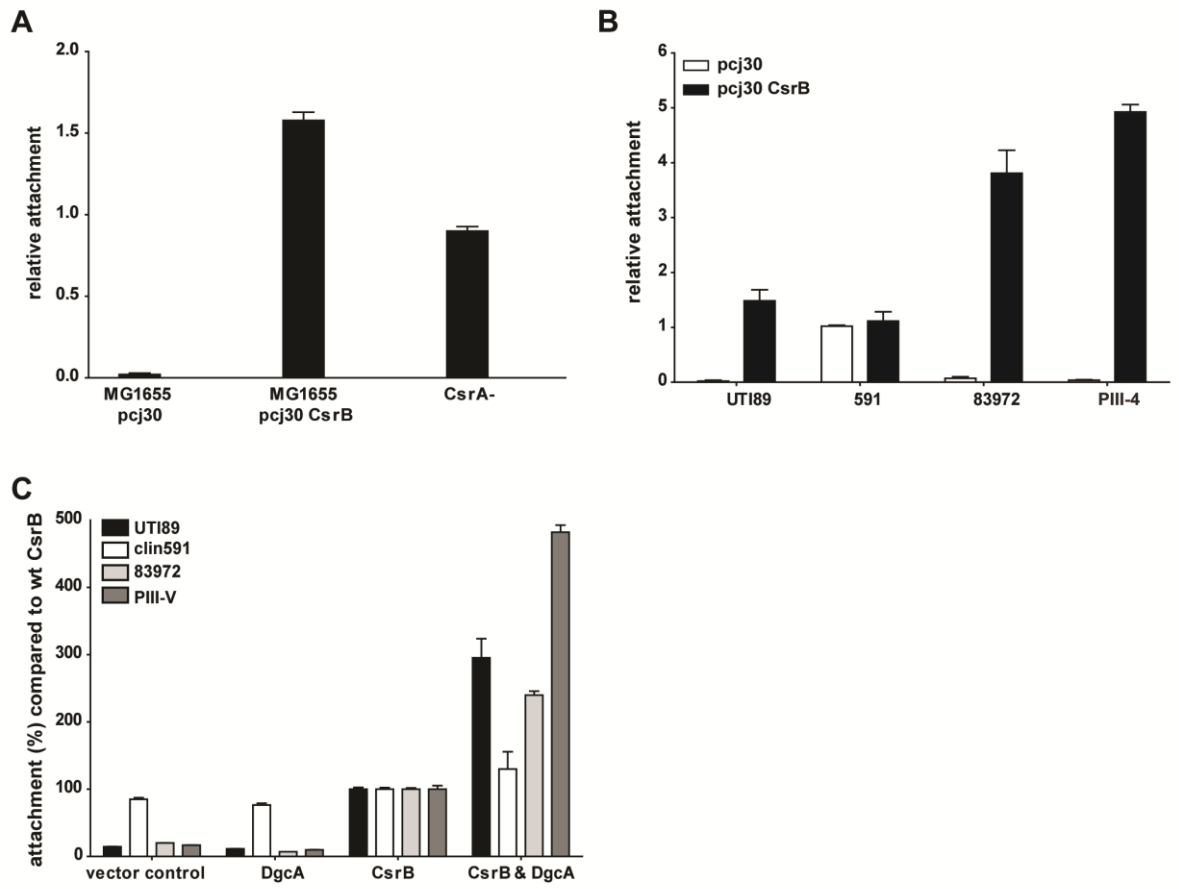 A
relative attachment
2.0
1.5
1.0
0.5
0.0
MG1655
pcj30
MG1655
pcj30 CsrB
CsrA-
B
relative attachment
6
5
4
3
2
1
0
pcj30
pcj30 CsrB
UTI89
591
83972
PIII-4
C
attachment (%) compared to wt CsrB
500
400
300
200
100
0
UTI89
clin591
83972
PIII-V
vector control
DgcA
CsrB
CsrB & DgcA